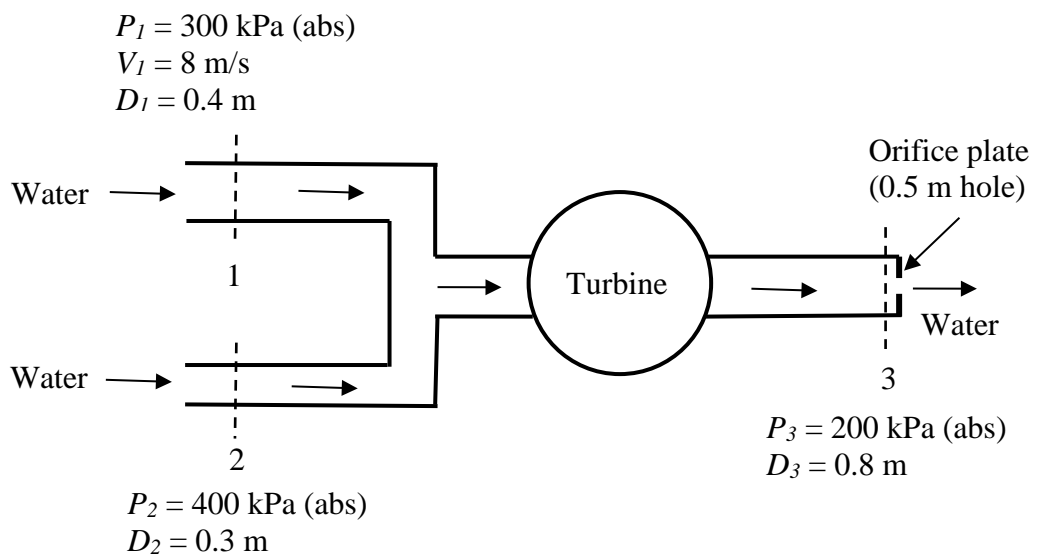 P1 = 300 kPa (abs)
V1 = 8 m/s
D1 = 0.4 m
Orifice plate
(0.5 m hole)
Water
1
Turbine
Water
Water
3
2
P3 = 200 kPa (abs)
D3 = 0.8 m
P2 = 400 kPa (abs)
D2 = 0.3 m